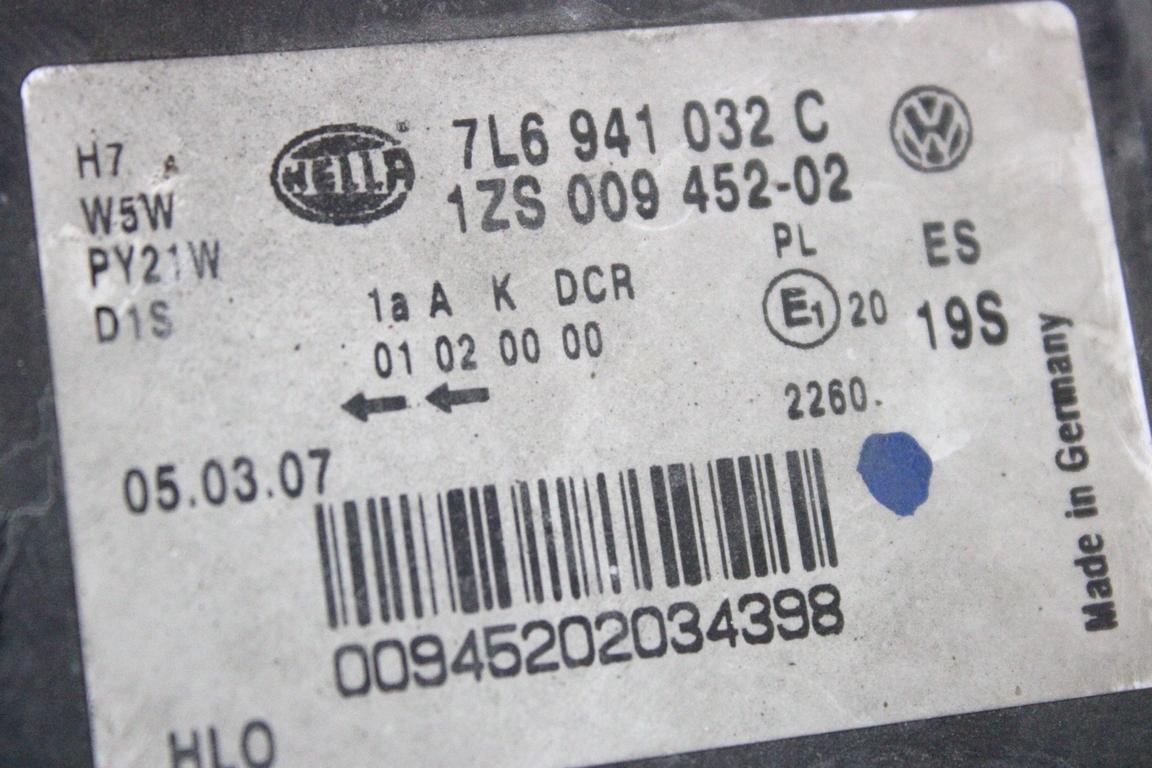 H7
W5W
PY21W
D1S
HELLA ®
7L6 941 032 C
1ZS 009 452-02
1a A K DCR
01 02 00 00
PL
E1 20
2260.
ES
19S
05.03.07
00945202034398
Made in Germany
HLO